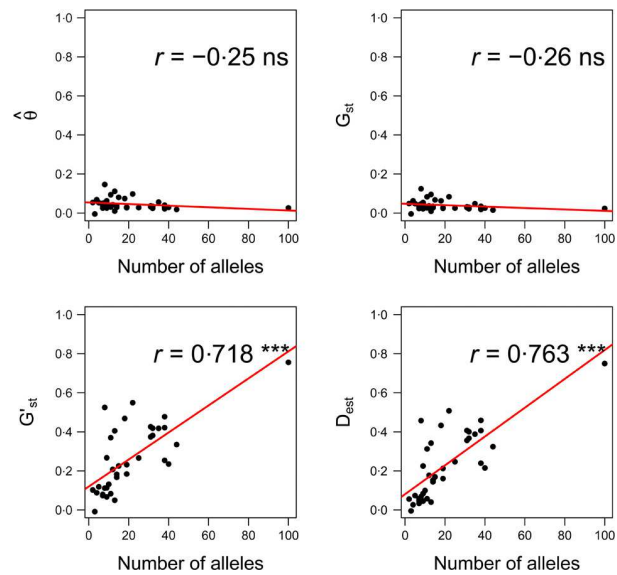 1·0
0·8
0·6
0·4
0·2
0·0
θ̂
r = −0·25 ns
0 20 40 60 80 100
Number of alleles
1·0
0·8
0·6
0·4
0·2
0·0
Gst
r = −0·26 ns
0 20 40 60 80 100
Number of alleles
1·0
0·8
0·6
0·4
0·2
0·0
G'st
r = 0·718 ***
0 20 40 60 80 100
Number of alleles
1·0
0·8
0·6
0·4
0·2
0·0
Dest
r = 0·763 ***
0 20 40 60 80 100
Number of alleles